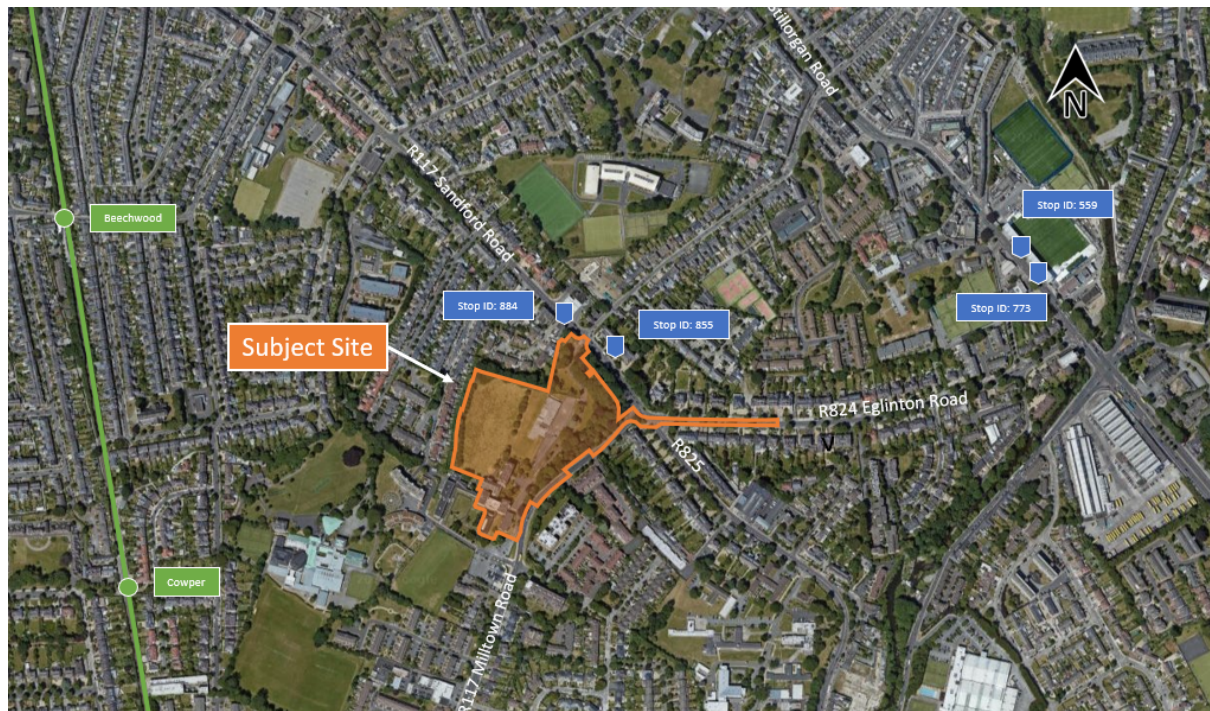 Stillorgan Road
N
R117 Sandford Road
Beechwood
Stop ID: 559
Stop ID: 884
Stop ID: 773
Stop ID: 855
Subject Site
R824 Eglinton Road
R825
Cowper
R117 Milltown Road